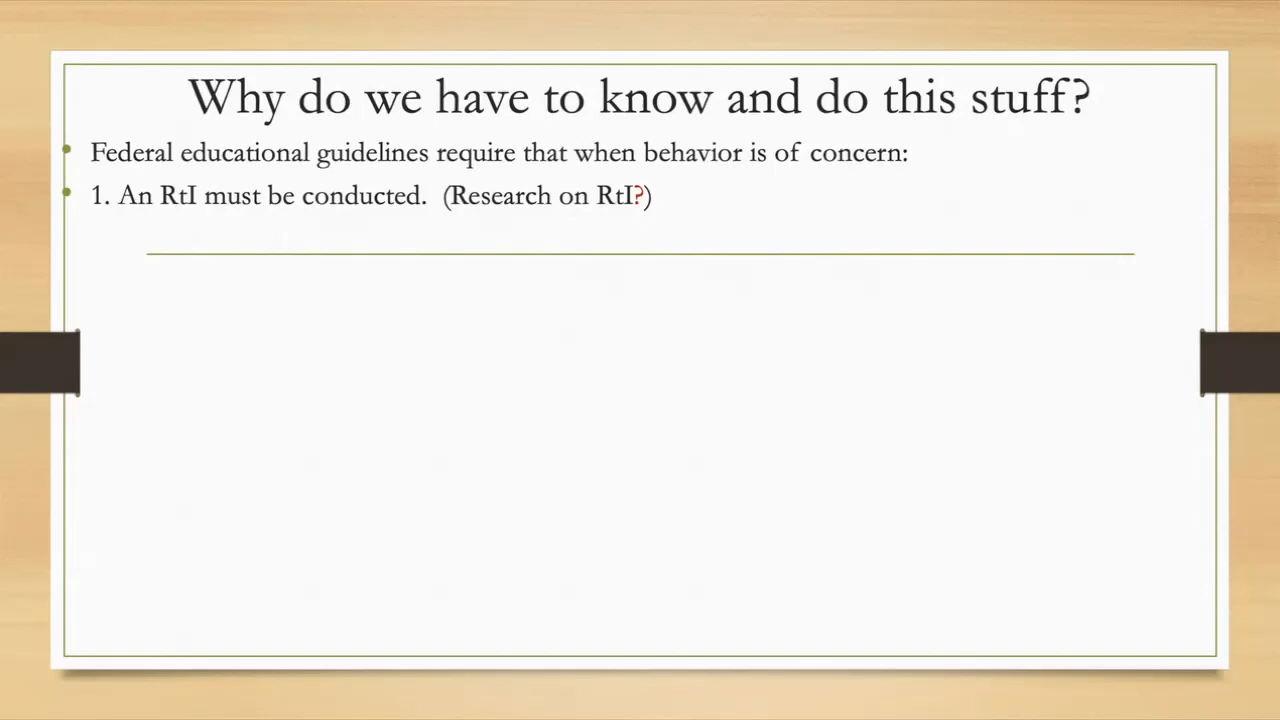 Why do we have to know and do this stuff?
• Federal educational guidelines require that when behavior is of concern:
• 1. An RtI must be conducted.  (Research on RtI?)